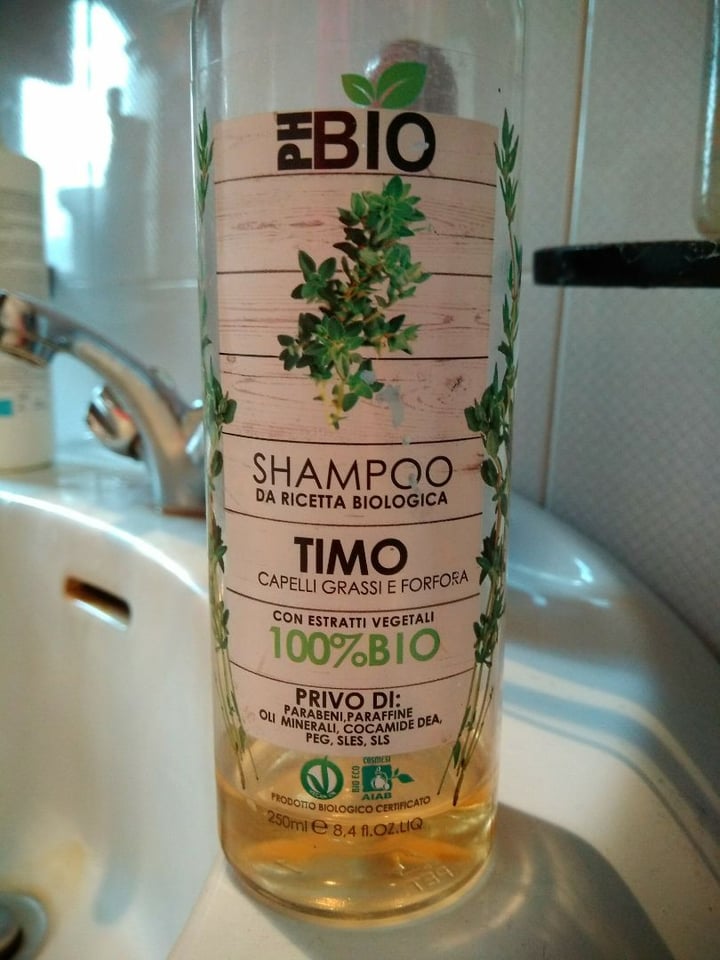 PH BIO
SHAMPOO
DA RICETTA BIOLOGICA
TIMO
CAPELLI GRASSI E FORFORA
CON ESTRATTI VEGETALI
100%BIO
PRIVO DI:
PARABENI,PARAFFINE
OLI MINERALI, COCAMIDE DEA,
PEG, SLES, SLS
BIO ECO COSMESI
AIAB
PRODOTTO BIOLOGICO CERTIFICATO
250ml e 8,4 fl.OZ.LIQ
PET